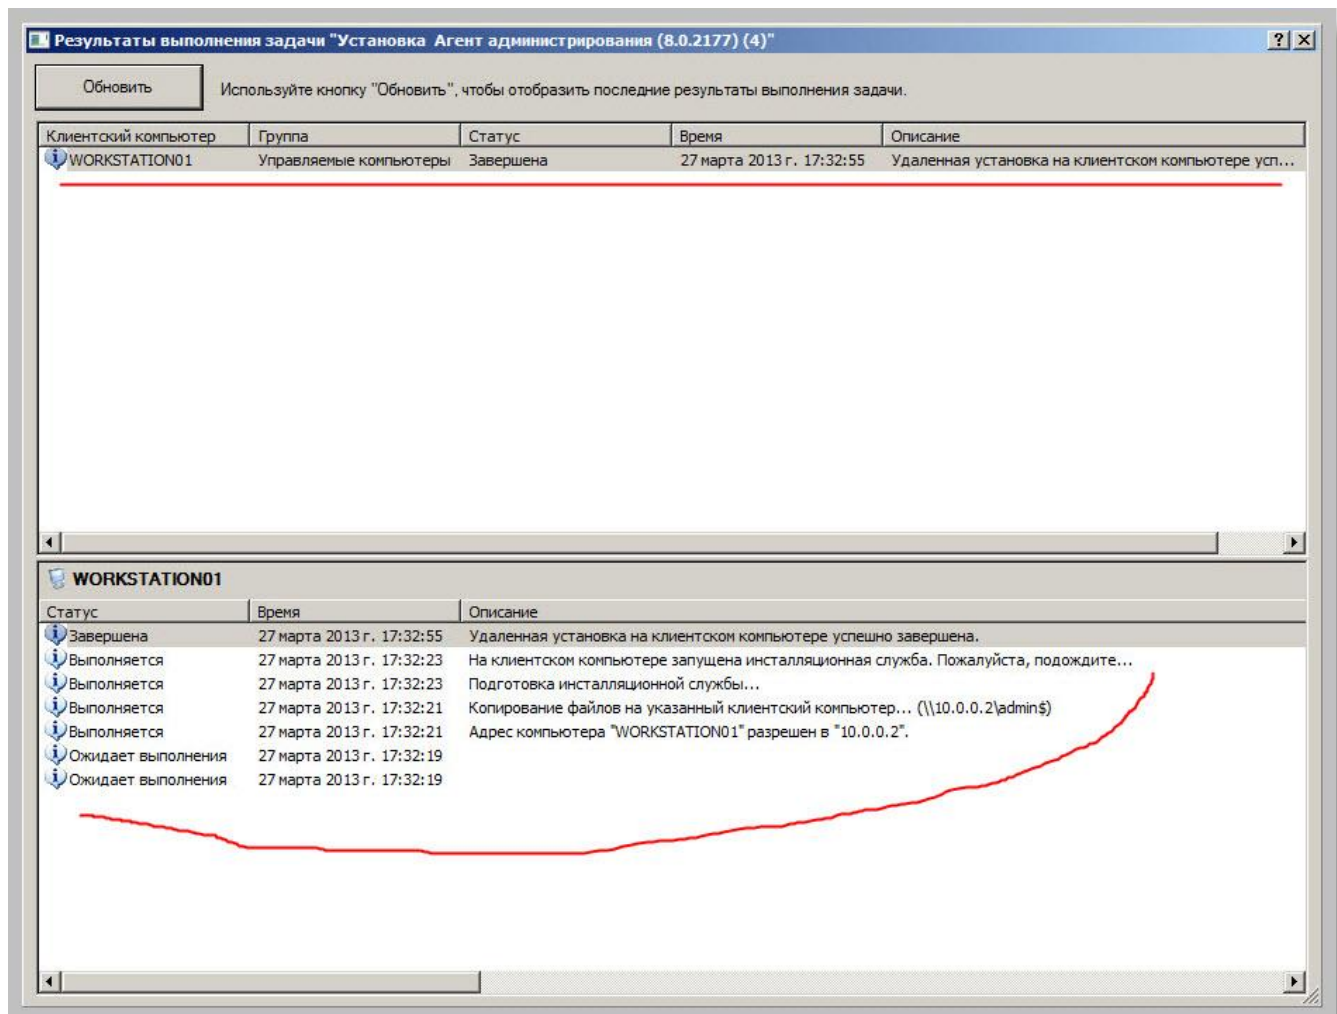 Результаты выполнения задачи "Установка Агент администрирования (8.0.2177) (4)"
Обновить
Используйте кнопку "Обновить", чтобы отобразить последние результаты выполнения задачи.
Клиентский компьютер Группа Статус Время Описание
WORKSTATION01 Управляемые компьютеры Завершена 27 марта 2013 г. 17:32:55 Удаленная установка на клиентском компьютере усп...
WORKSTATION01
Статус Время Описание
Завершена 27 марта 2013 г. 17:32:55 Удаленная установка на клиентском компьютере успешно завершена.
Выполняется 27 марта 2013 г. 17:32:23 На клиентском компьютере запущена инсталляционная служба. Пожалуйста, подождите...
Выполняется 27 марта 2013 г. 17:32:23 Подготовка инсталляционной службы...
Выполняется 27 марта 2013 г. 17:32:21 Копирование файлов на указанный клиентский компьютер... (\\10.0.0.2\admin$)
Выполняется 27 марта 2013 г. 17:32:21 Адрес компьютера "WORKSTATION01" разрешен в "10.0.0.2".
Ожидает выполнения 27 марта 2013 г. 17:32:19
Ожидает выполнения 27 марта 2013 г. 17:32:19